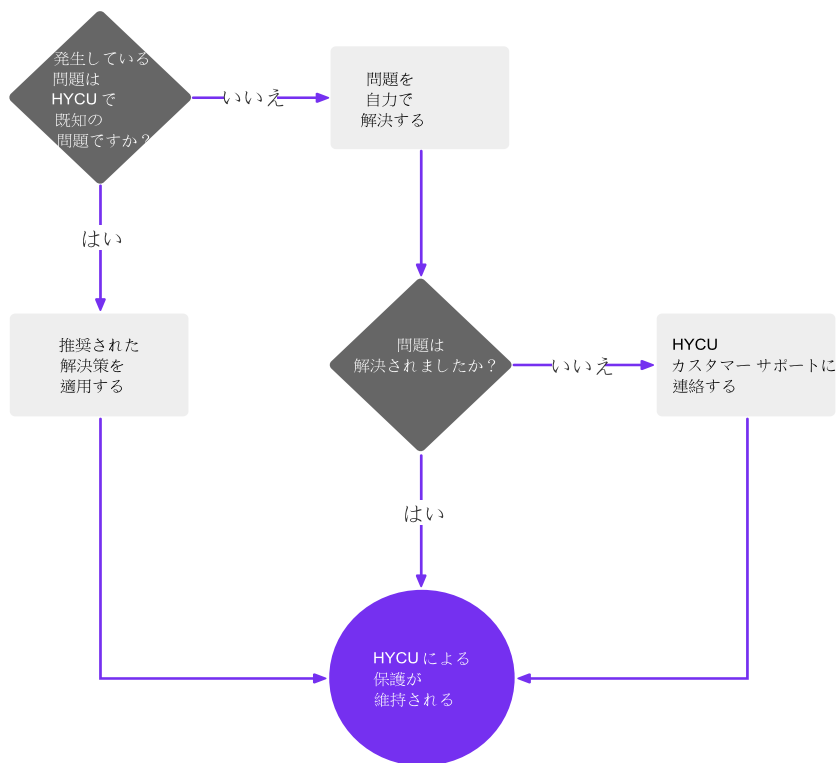 発生している
問題は
HYCU で
既知の
問題ですか？
いいえ
問題を
自力で
解決する
はい
推奨された
解決策を
適用する
問題は
解決されましたか？
いいえ
HYCU
カスタマー サポートに
連絡する
はい
HYCU による
保護が
維持される